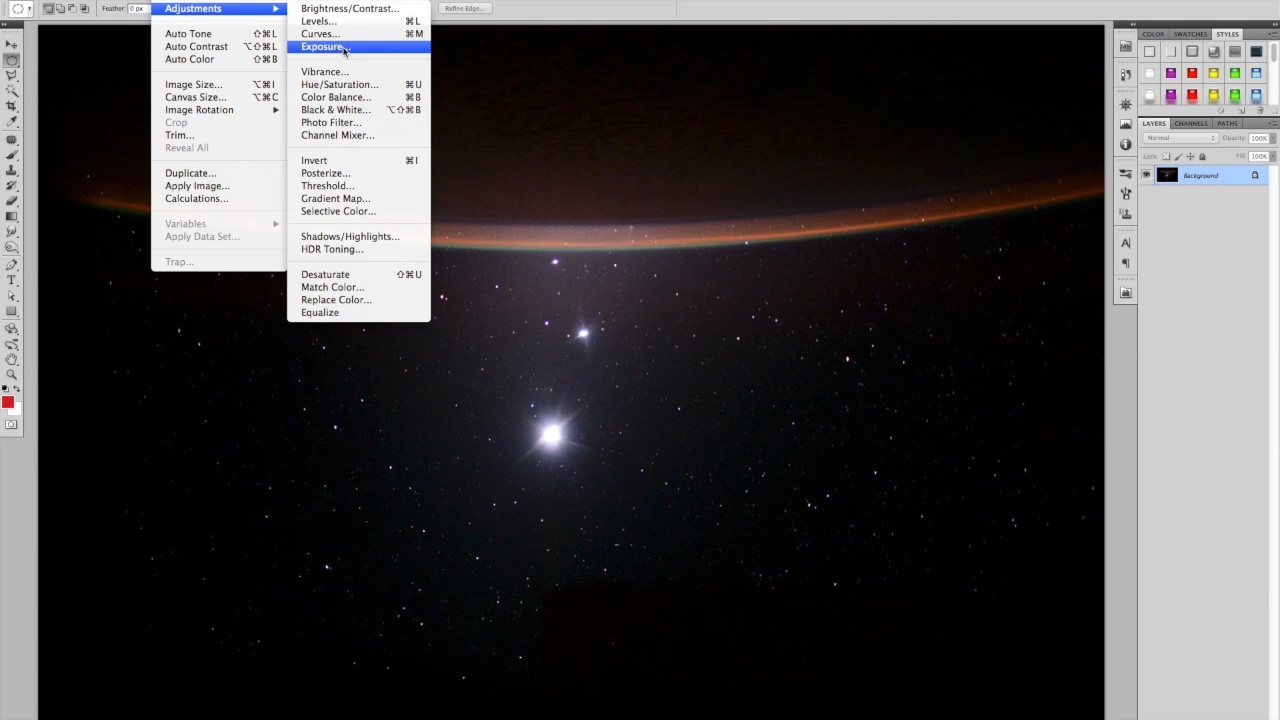 Adjustments
Feather: 0 px
Refine Edge...
Auto Tone ⇧⌘L
Auto Contrast ⌥⇧⌘L
Auto Color ⇧⌘B
Image Size... ⌥⌘I
Canvas Size... ⌥⌘C
Image Rotation
Crop
Trim...
Reveal All
Duplicate...
Apply Image...
Calculations...
Variables
Apply Data Set...
Trap...
Brightness/Contrast...
Levels... ⌘L
Curves... ⌘M
Exposure...
Vibrance...
Hue/Saturation... ⌘U
Color Balance... ⌘B
Black & White... ⌥⇧⌘B
Photo Filter...
Channel Mixer...
Invert ⌘I
Posterize...
Threshold...
Gradient Map...
Selective Color...
Shadows/Highlights...
HDR Toning...
Desaturate ⇧⌘U
Match Color...
Replace Color...
Equalize
COLOR SWATCHES STYLES
LAYERS CHANNELS PATHS
Normal Opacity: 100%
Lock: Fill: 100%
Background